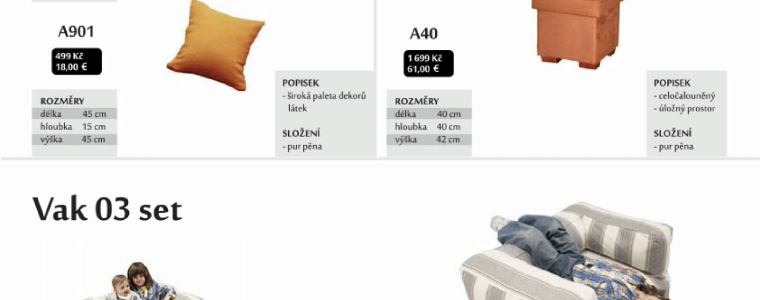 A901
499 Kč
18,00 €
ROZMĚRY
délka 45 cm
hloubka 15 cm
výška 45 cm
POPISEK
- široká paleta dekorů
látek
SLOŽENÍ
- pur pěna
A40
1 699 Kč
61,00 €
ROZMĚRY
délka 40 cm
hloubka 40 cm
výška 42 cm
POPISEK
- celočalouněný
- úložný prostor
SLOŽENÍ
- pur pěna
Vak 03 set